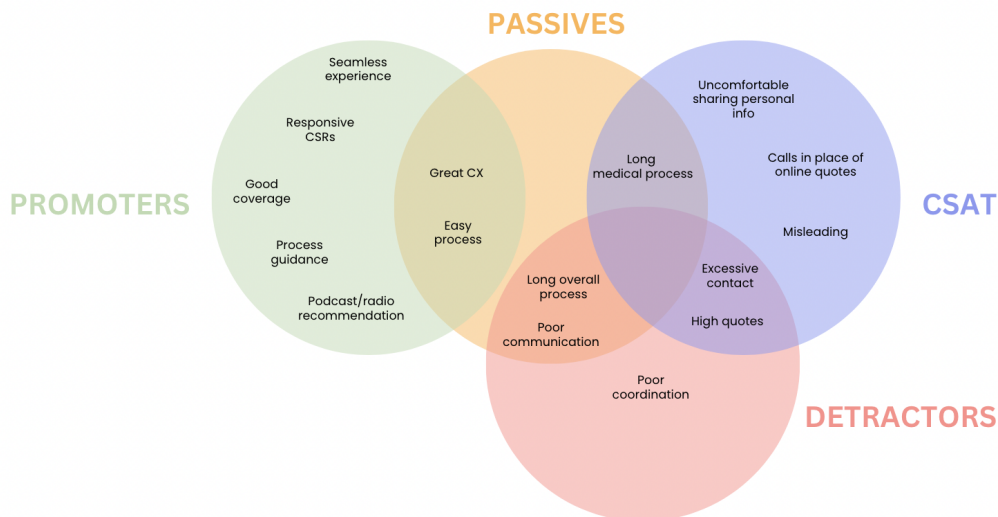 PASSIVES
Seamless
experience
Responsive
CSRs
Good
coverage
PROMOTERS
Process
guidance
Podcast/radio
recommendation
Great CX
Easy
process
Long
medical process
Long overall
process
Poor
communication
Uncomfortable
sharing personal
info
Calls in place of
online quotes
CSAT
Misleading
Excessive
contact
High quotes
Poor
coordination
DETRACTORS